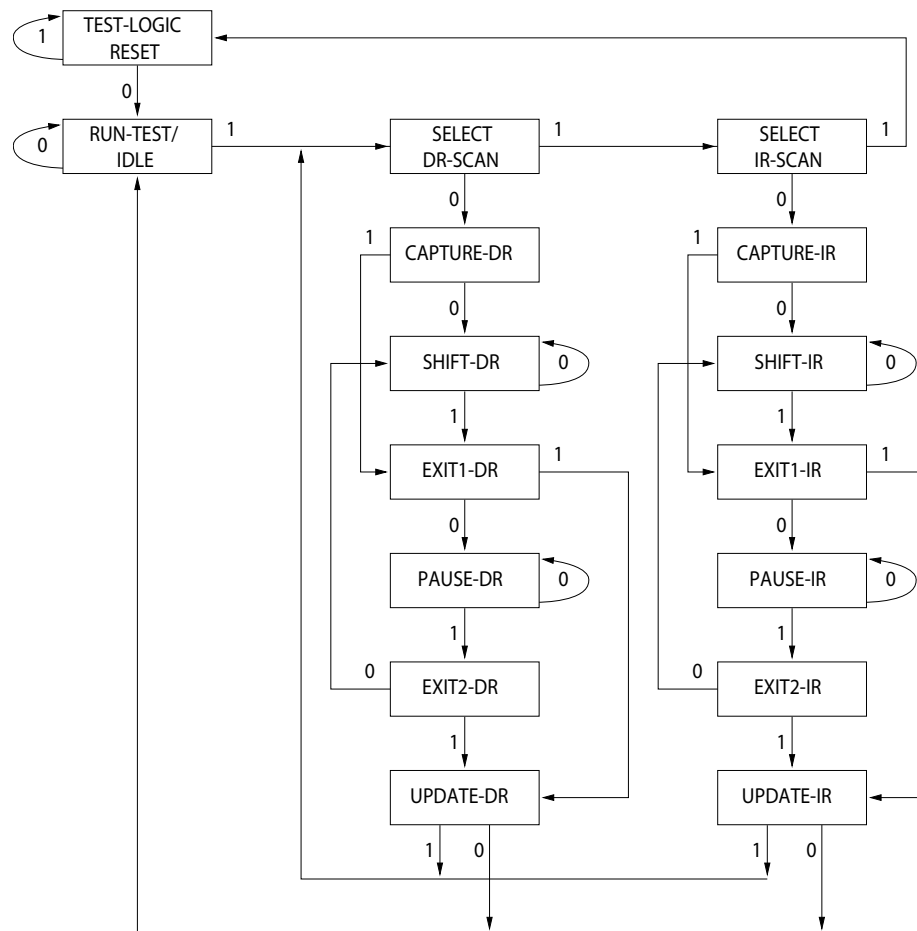 TEST-LOGIC
RESET
1
0
RUN-TEST/
IDLE
0
1
SELECT
DR-SCAN
1
SELECT
IR-SCAN
1
0
0
1
CAPTURE-DR
1
CAPTURE-IR
0
0
SHIFT-DR
0
SHIFT-IR
0
1
1
EXIT1-DR
1
EXIT1-IR
1
0
0
PAUSE-DR
0
PAUSE-IR
0
1
1
0
EXIT2-DR
0
EXIT2-IR
1
1
UPDATE-DR
UPDATE-IR
1
0
1
0